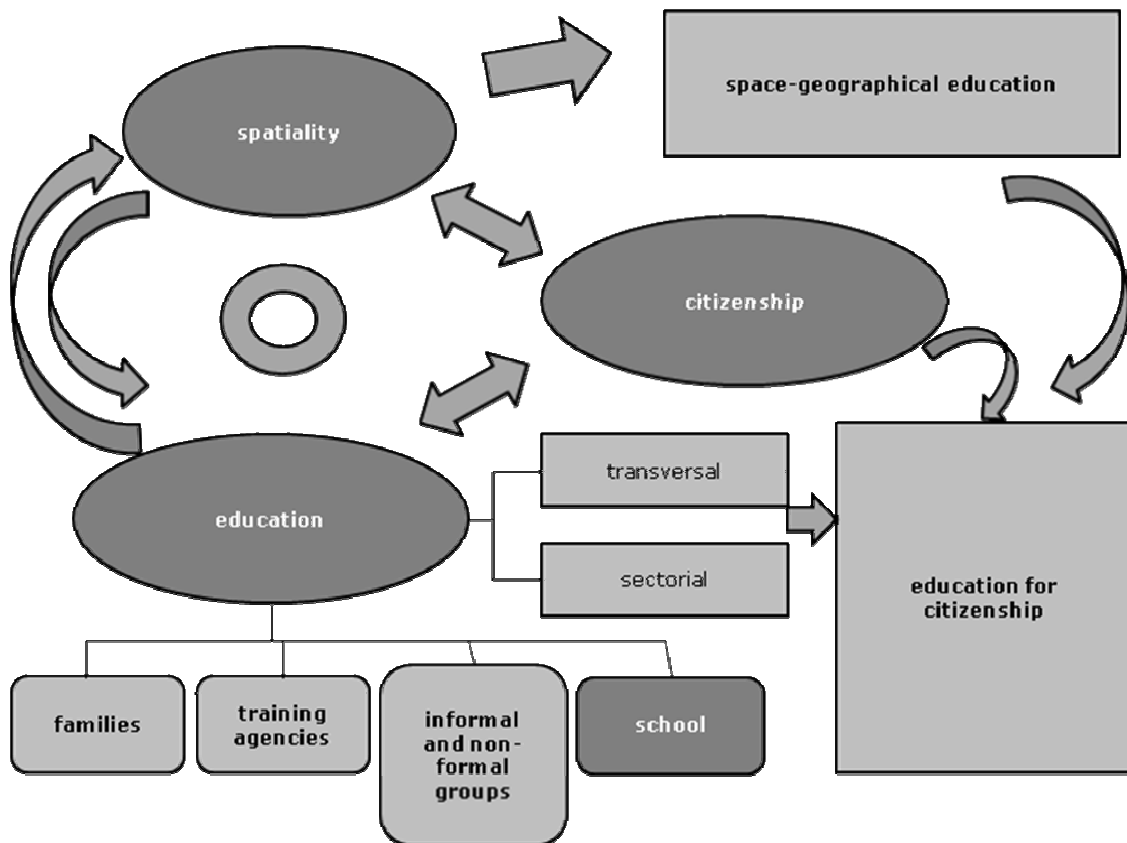 space-geographical education
spatiality
citizenship
transversal
education
sectorial
education for
citizenship
families
training
agencies
informal
and non-
formal
groups
school